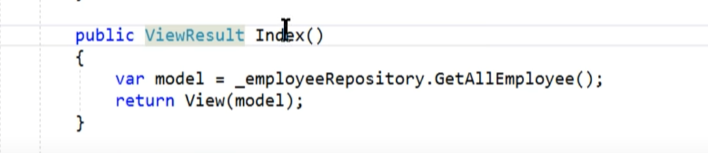 public ViewResult Index()
{
var model = _employeeRepository.GetAllEmployee();
return View(model);
}